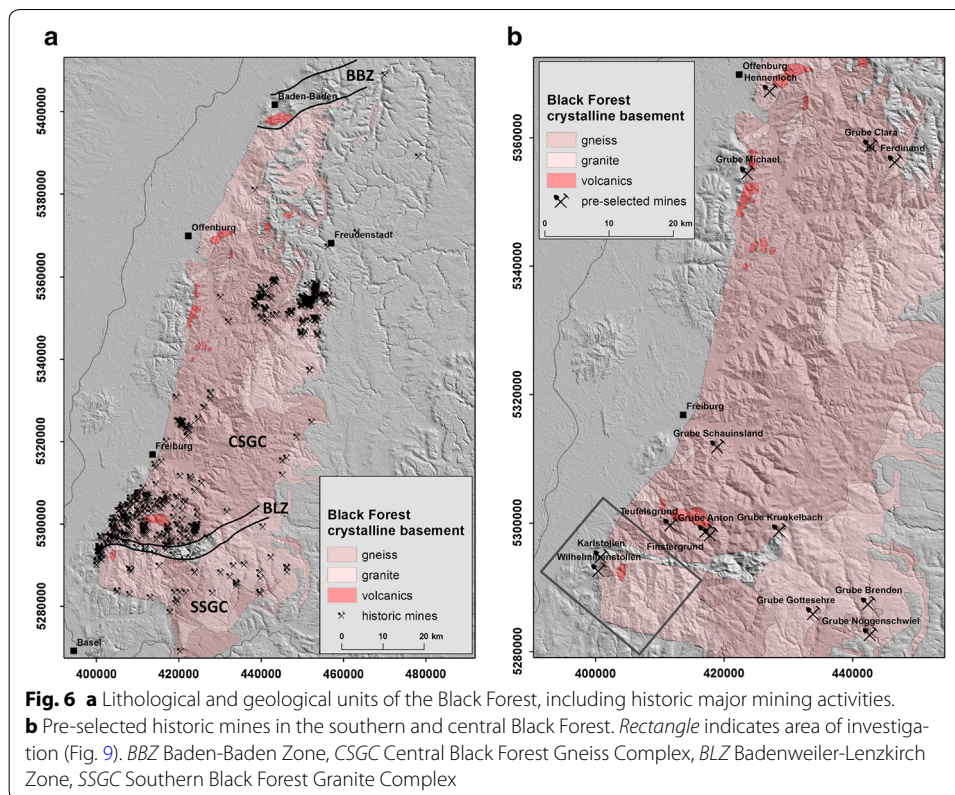 a
BBZ
Baden-Baden
Offenburg
Freudenstadt
CSGC
Freiburg
BLZ
SSGC
Basel
5400000
5380000
5360000
5340000
5320000
5300000
5280000
400000 420000 440000 460000 480000
Black Forest
crystalline basement
gneiss
granite
volcanics
historic mines
0 10 20 km
b
Black Forest
crystalline basement
gneiss
granite
volcanics
pre-selected mines
0 10 20 km
Offenburg
Hennenloch
Grube Clara
Ferdinand
Grube Michael
Freiburg
Grube Schauinsland
Teufelsgrund
Grube Anton
Grube Krunkelbach
Finstergrund
Karlstollen
Wilhelminenstollen
Grube Brenden
Grube Gottesehre
Grube Nöggenschwiel
5360000
5340000
5320000
5300000
5280000
400000 420000 440000
Fig. 6 a Lithological and geological units of the Black Forest, including historic major mining activities.
b Pre-selected historic mines in the southern and central Black Forest. Rectangle indicates area of investiga-
tion (Fig. 9). BBZ Baden-Baden Zone, CSGC Central Black Forest Gneiss Complex, BLZ Badenweiler-Lenzkirch
Zone, SSGC Southern Black Forest Granite Complex